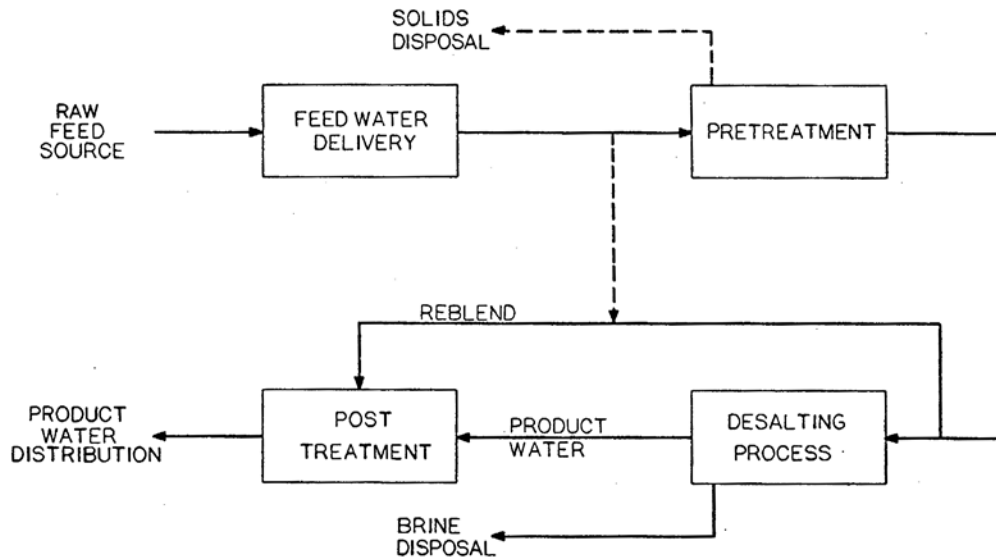 SOLIDS
DISPOSAL
RAW
FEED
SOURCE
FEED WATER
DELIVERY
PRETREATMENT
REBLEND
PRODUCT
WATER
DISTRIBUTION
POST
TREATMENT
PRODUCT
WATER
DESALTING
PROCESS
BRINE
DISPOSAL